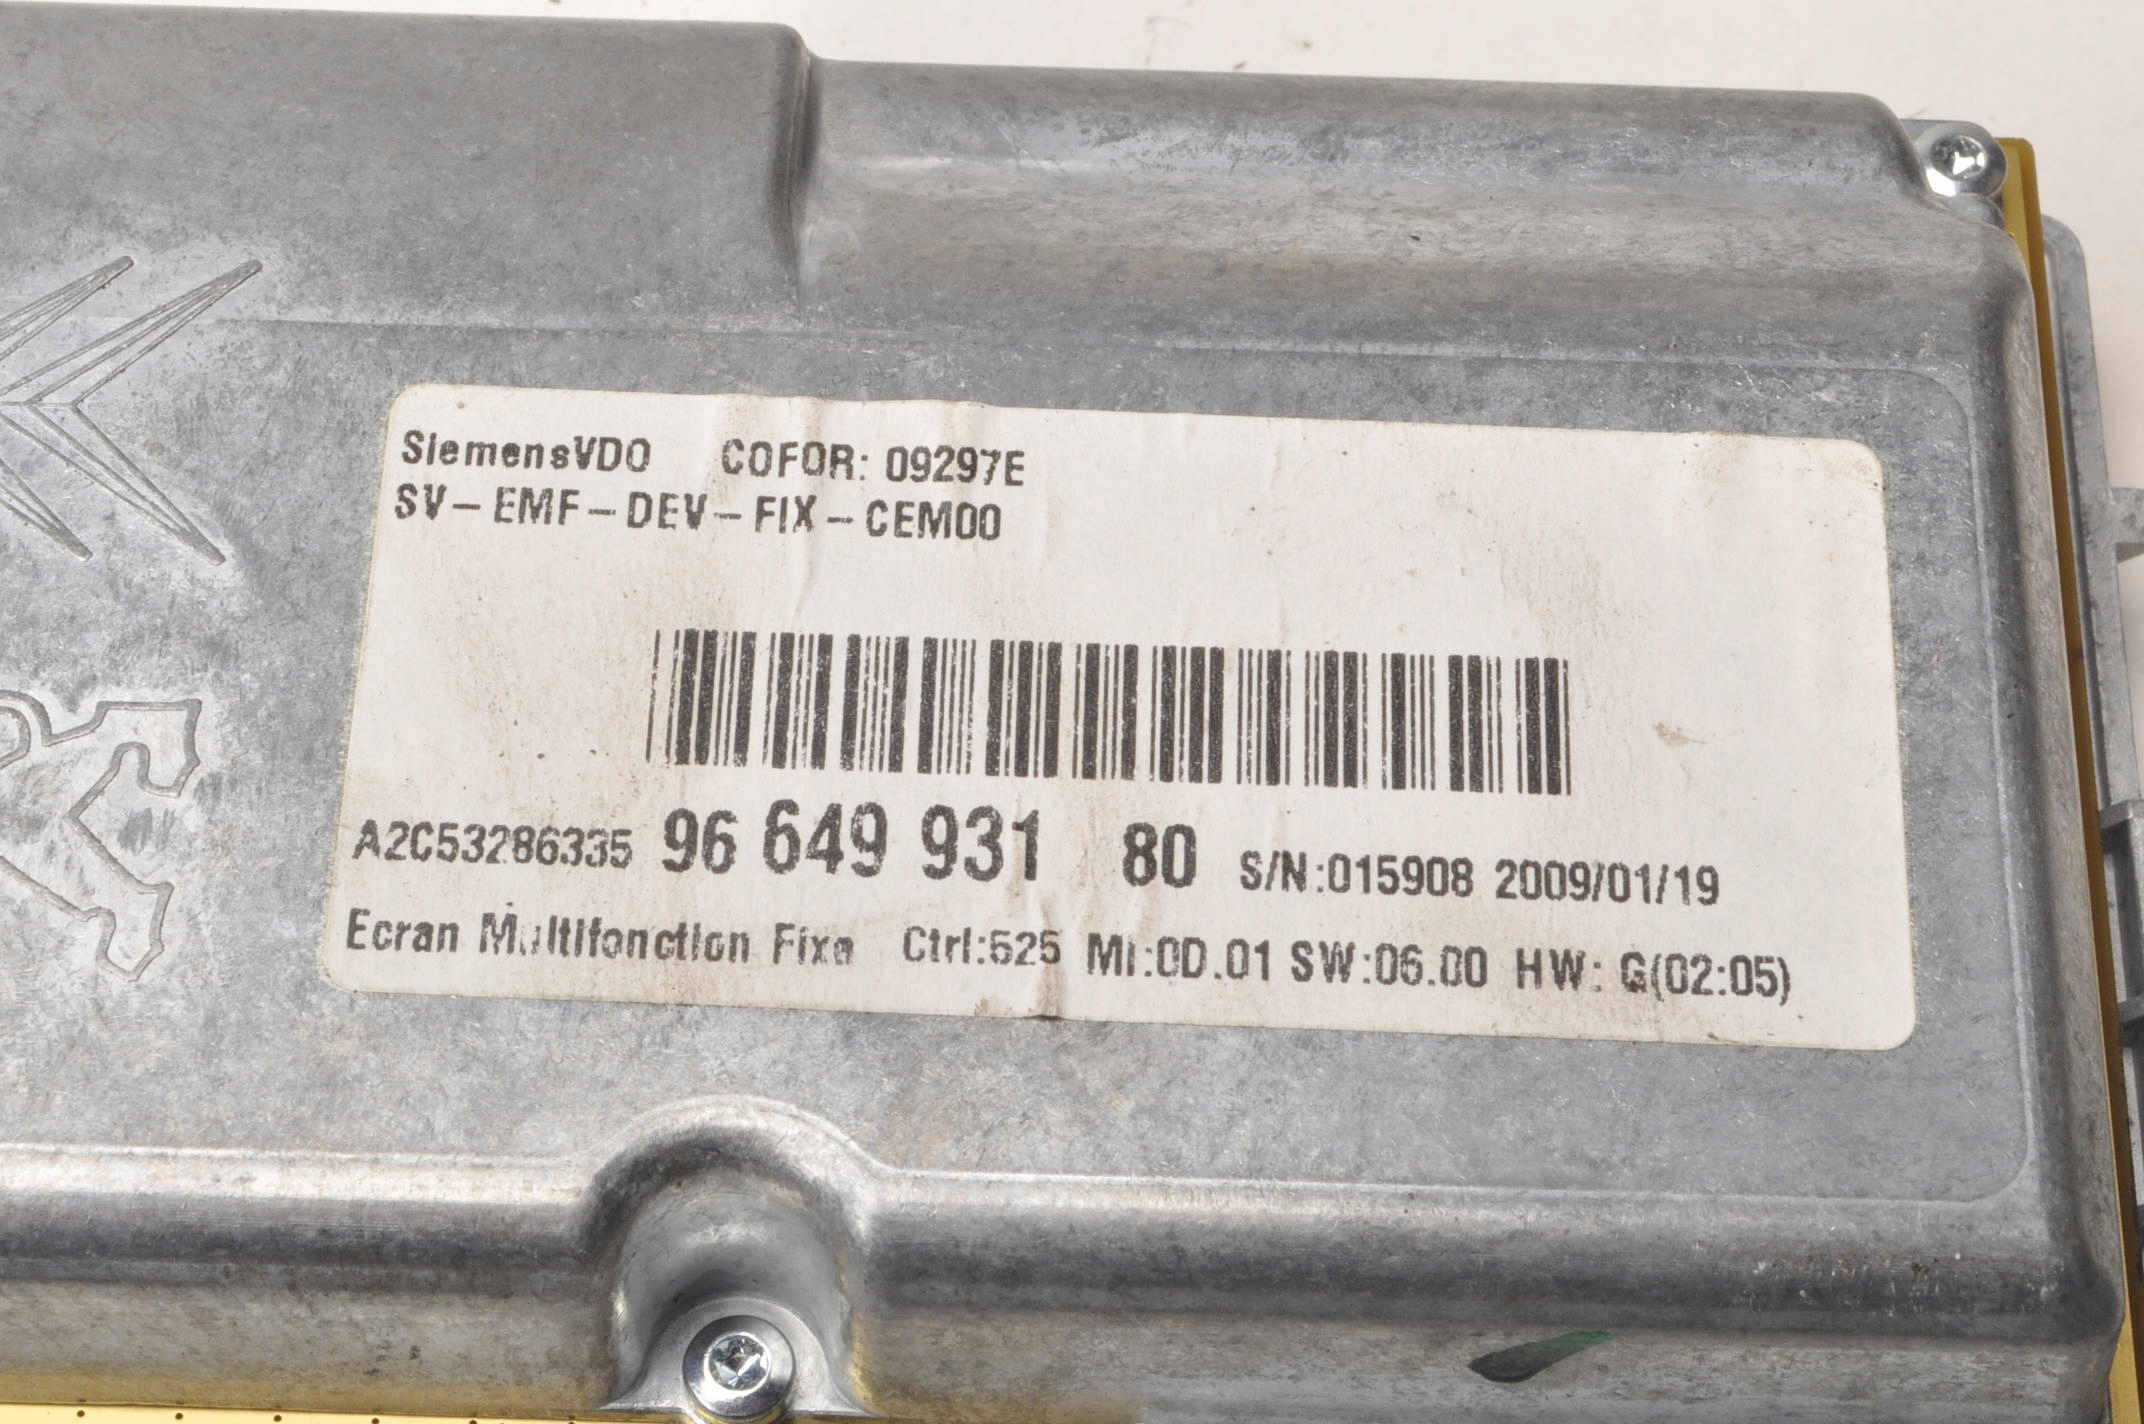 SiemensVDO COFOR: 09297E
SV-EMF-DEV-FIX-CEM00
A2C53286335 96 649 931 80 S/N:015908 2009/01/19
Ecran Multifonction Fixe Ctrl:525 MI:0D.01 SW:06.00 HW: G(02:05)